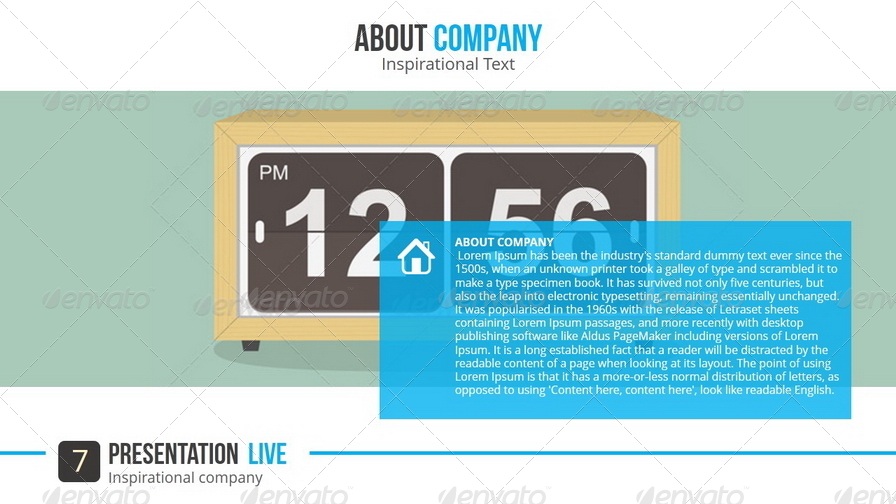 ABOUT COMPANY
Inspirational Text
PM
12 56
ABOUT COMPANY
Lorem Ipsum has been the industry's standard dummy text ever since the
1500s, when an unknown printer took a galley of type and scrambled it to
make a type specimen book. It has survived not only five centuries, but
also the leap into electronic typesetting, remaining essentially unchanged.
It was popularised in the 1960s with the release of Letraset sheets
containing Lorem Ipsum passages, and more recently with desktop
publishing software like Aldus PageMaker including versions of Lorem
Ipsum. It is a long established fact that a reader will be distracted by the
readable content of a page when looking at its layout. The point of using
Lorem Ipsum is that it has a more-or-less normal distribution of letters, as
opposed to using 'Content here, content here', look like readable English.
7
PRESENTATION LIVE
Inspirational company
envato